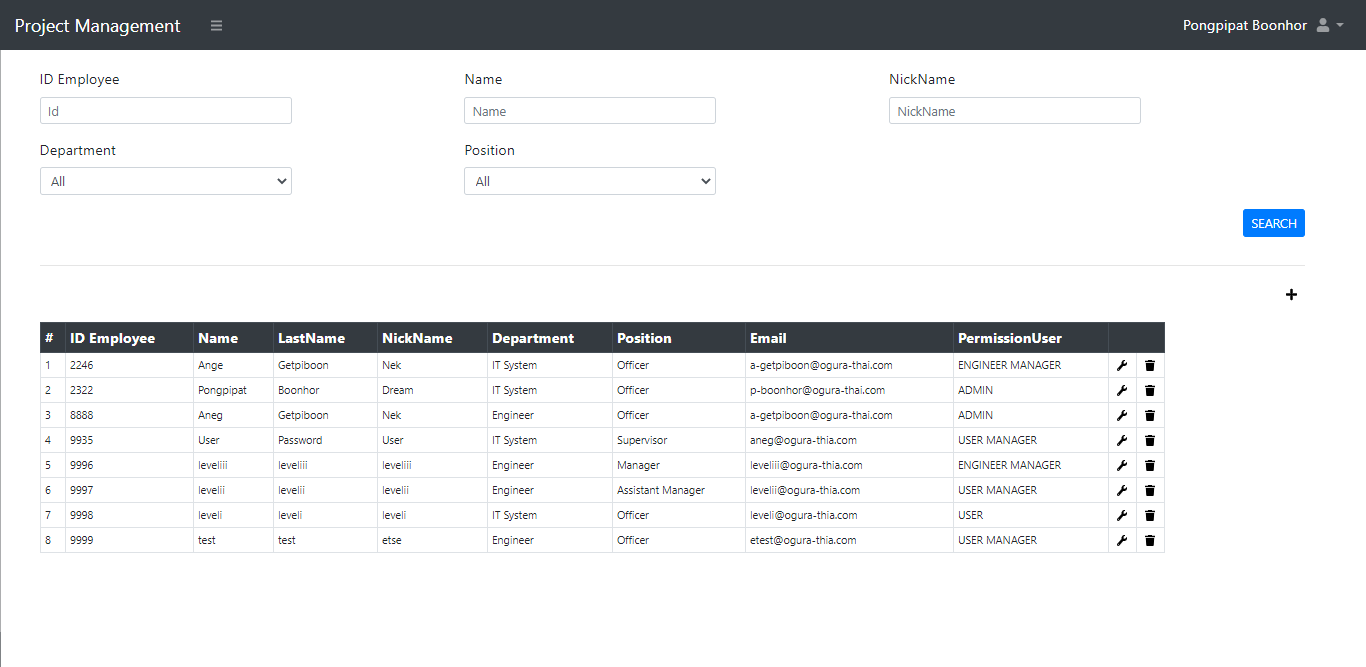 Project Management Pongpipat Boonhor
ID Employee Name NickName
Id Name NickName
Department Position
All All
SEARCH
# ID Employee Name LastName NickName Department Position Email PermissionUser
1 2246 Ange Getpiboon Nek IT System Officer a-getpiboon@ogura-thai.com ENGINEER MANAGER
2 2322 Pongpipat Boonhor Dream IT System Officer p-boonhor@ogura-thai.com ADMIN
3 8888 Aneg Getpiboon Nek Engineer Officer a-getpiboon@ogura-thai.com ADMIN
4 9935 User Password User IT System Supervisor aneg@ogura-thia.com USER MANAGER
5 9996 leveliii leveliii leveliii Engineer Manager leveliii@ogura-thia.com ENGINEER MANAGER
6 9997 levelii levelii levelii Engineer Assistant Manager levelii@ogura-thia.com USER MANAGER
7 9998 leveli leveli leveli IT System Officer leveli@ogura-thia.com USER
8 9999 test test etse Engineer Officer etest@ogura-thia.com USER MANAGER